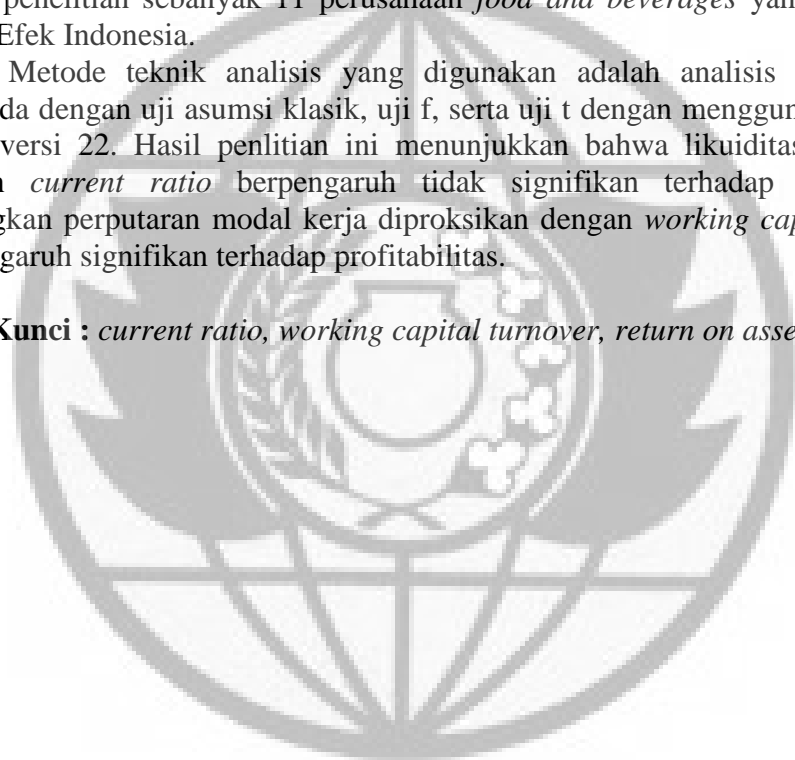 penelitian sebanyak 11 perusahaan food and beverages yan
Efek Indonesia.
Metode teknik analisis yang digunakan adalah analisis
da dengan uji asumsi klasik, uji f, serta uji t dengan menggun
versi 22. Hasil penlitian ini menunjukkan bahwa likuiditas
n current ratio berpengaruh tidak signifikan terhadap
gkan perputaran modal kerja diproksikan dengan working cap
garuh signifikan terhadap profitabilitas.
Kunci : current ratio, working capital turnover, return on asse